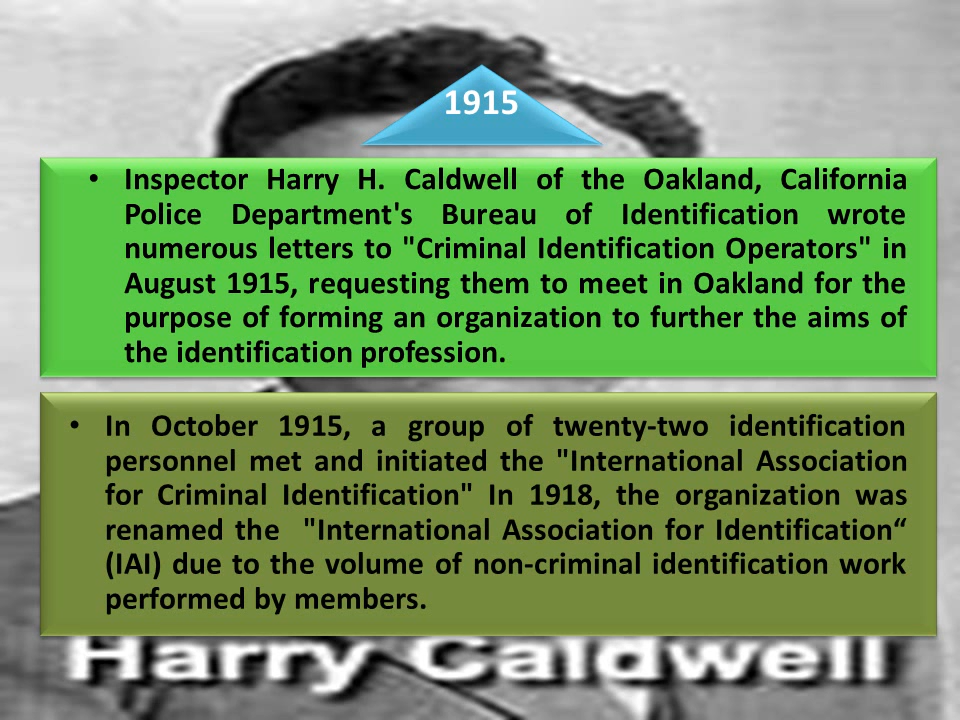 1915
• Inspector Harry H. Caldwell of the Oakland, California
Police Department's Bureau of Identification wrote
numerous letters to "Criminal Identification Operators" in
August 1915, requesting them to meet in Oakland for the
purpose of forming an organization to further the aims of
the identification profession.
• In October 1915, a group of twenty-two identification
personnel met and initiated the "International Association
for Criminal Identification" In 1918, the organization was
renamed the "International Association for Identification“
(IAI) due to the volume of non-criminal identification work
performed by members.
Harry Caldwell